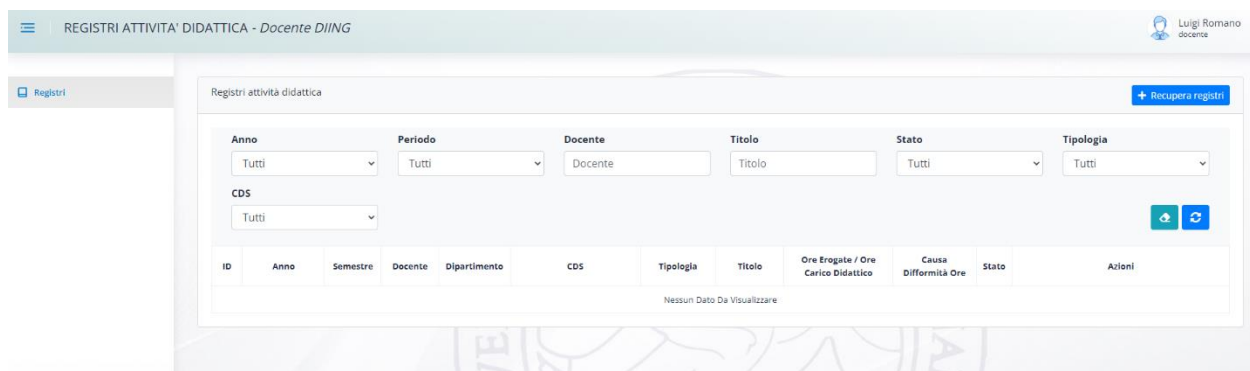 REGISTRI ATTIVITA' DIDATTICA - Docente DIING
Luigi Romano
docente
Registri
Registri attività didattica
+ Recupera registri
Anno Periodo Docente Titolo Stato Tipologia
Tutti Tutti Docente Titolo Tutti Tutti
CDS
Tutti
ID Anno Semestre Docente Dipartimento CDS Tipologia Titolo Ore Erogate / Ore Carico Didattico Causa Difformità Ore Stato Azioni
Nessun Dato Da Visualizzare